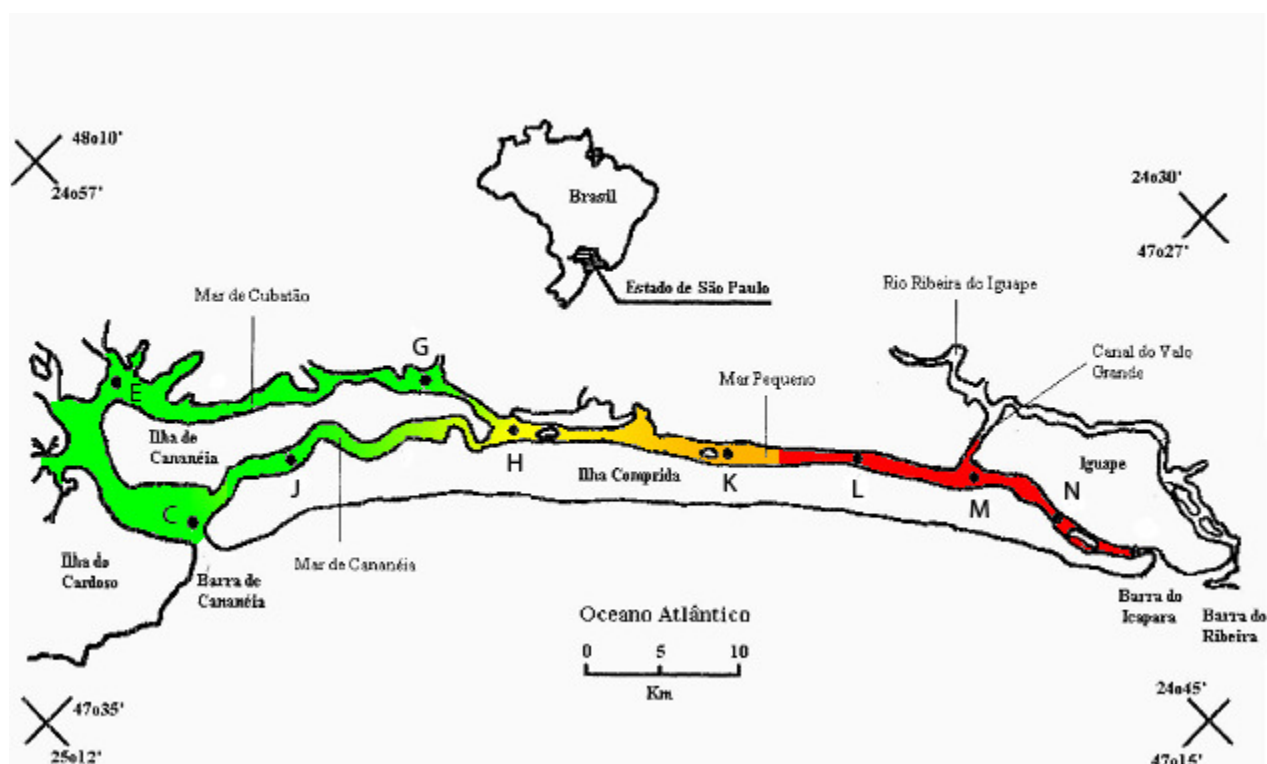 48o10'
24o57'
24o30'
47o27'
Brasil
Estado de São Paulo
Rio Ribeira do Iguape
Mar de Cubatão
Canal do Valo
Grande
G
Mar Pequeno
E
Ilha de
Cananéia
H
Ilha Comprida
Iguape
J
K
L
M
N
C
Mar de Cananéia
Ilha do
Cardoso
Barra de
Cananéia
Oceano Atlântico
Barra do
Icapara
Barra do
Ribeira
0 5 10
Km
47o35'
25o12'
24o45'
47o15'